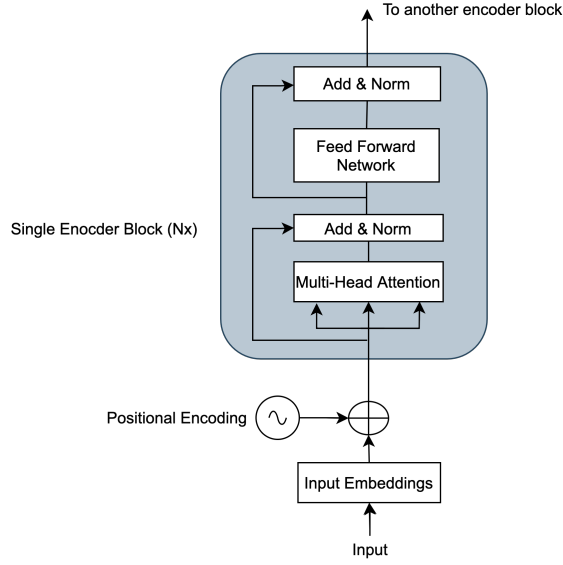 To another encoder block
Add & Norm
Feed Forward
Network
Single Enocder Block (Nx)
Add & Norm
Multi-Head Attention
Positional Encoding
Input Embeddings
Input